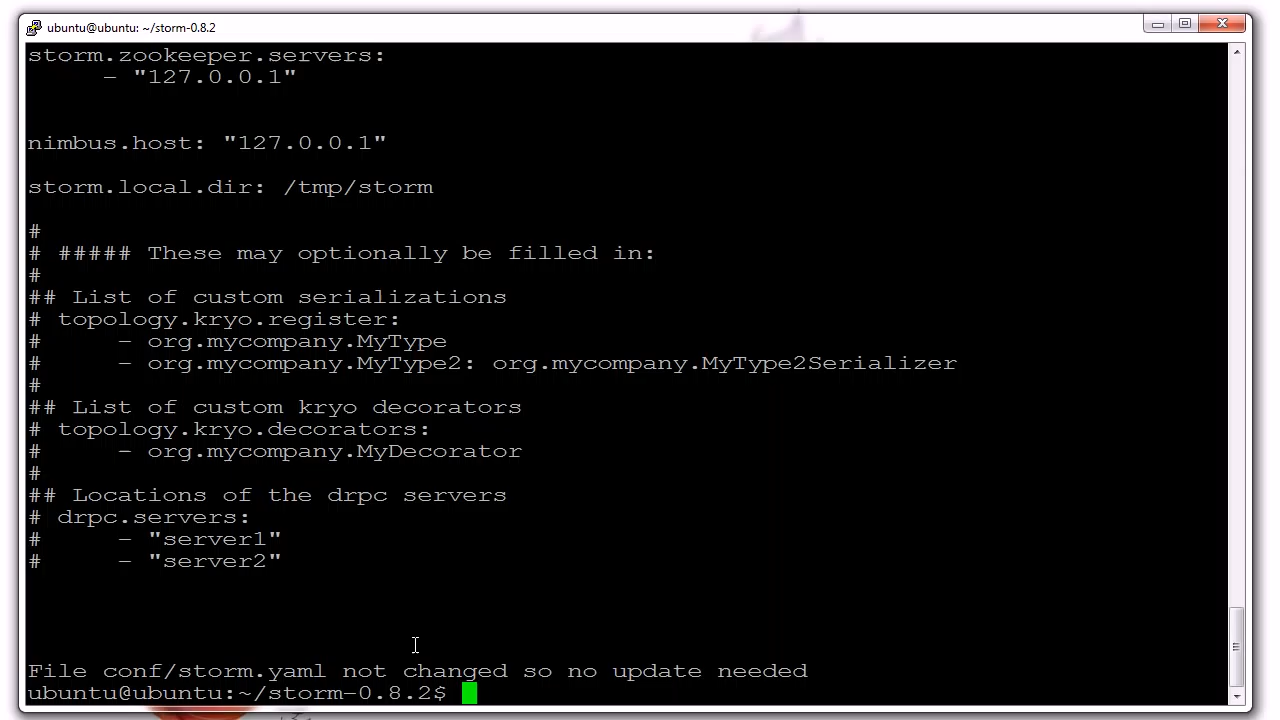 ubuntu@ubuntu: ~/storm-0.8.2
storm.zookeeper.servers:
     - "127.0.0.1"
nimbus.host: "127.0.0.1"
storm.local.dir: /tmp/storm
#
# ##### These may optionally be filled in:
#
## List of custom serializations
# topology.kryo.register:
#     - org.mycompany.MyType
#     - org.mycompany.MyType2: org.mycompany.MyType2Serializer
#
## List of custom kryo decorators
# topology.kryo.decorators:
#     - org.mycompany.MyDecorator
#
## Locations of the drpc servers
# drpc.servers:
#     - "server1"
#     - "server2"
File conf/storm.yaml not changed so no update needed
ubuntu@ubuntu:~/storm-0.8.2$